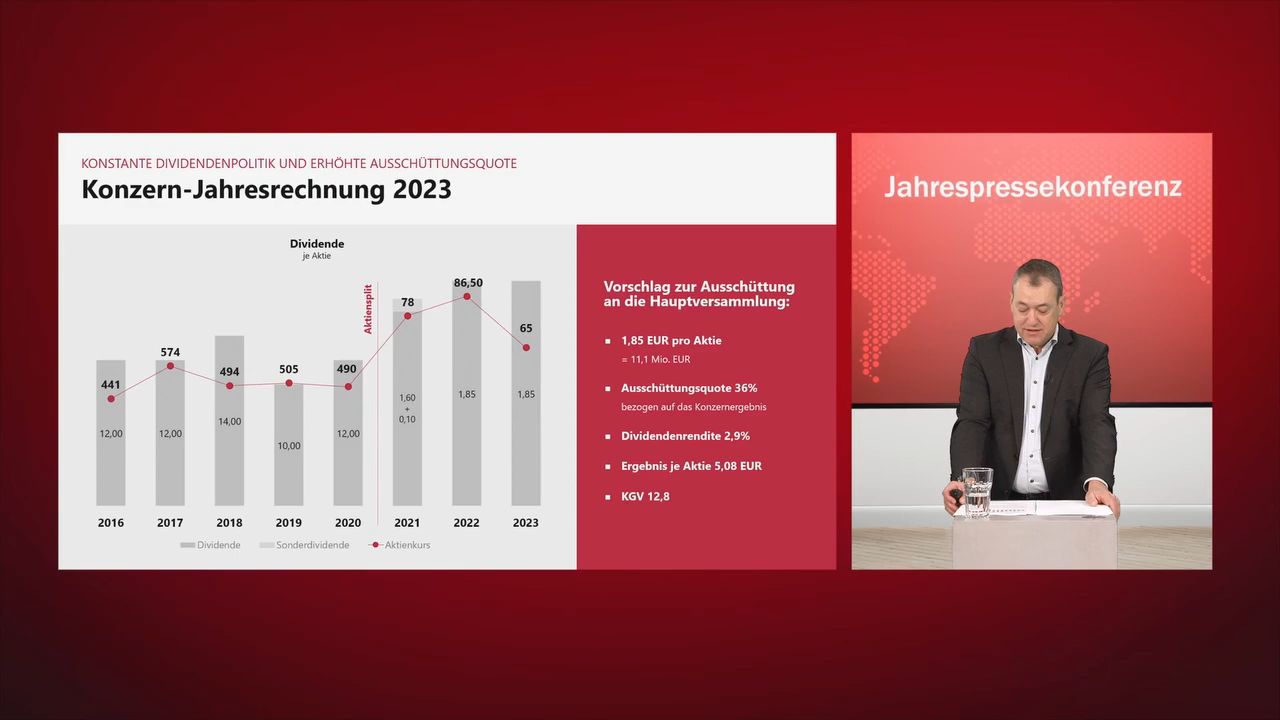 KONSTANTE DIVIDENDENPOLITIK UND ERHÖHTE AUSSCHÜTTUNGSQUOTE
Konzern-Jahresrechnung 2023
Dividende
je Aktie
Aktiensplit
441
574
494
505
490
78
86,50
65
12,00
12,00
14,00
10,00
12,00
1,60
+
0,10
1,85
1,85
2016 2017 2018 2019 2020 2021 2022 2023
Dividende Sonderdividende Aktienkurs
Vorschlag zur Ausschüttung
an die Hauptversammlung:
▪ 1,85 EUR pro Aktie
= 11,1 Mio. EUR
▪ Ausschüttungsquote 36%
bezogen auf das Konzernergebnis
▪ Dividendenrendite 2,9%
▪ Ergebnis je Aktie 5,08 EUR
▪ KGV 12,8
Jahrespressekonferenz